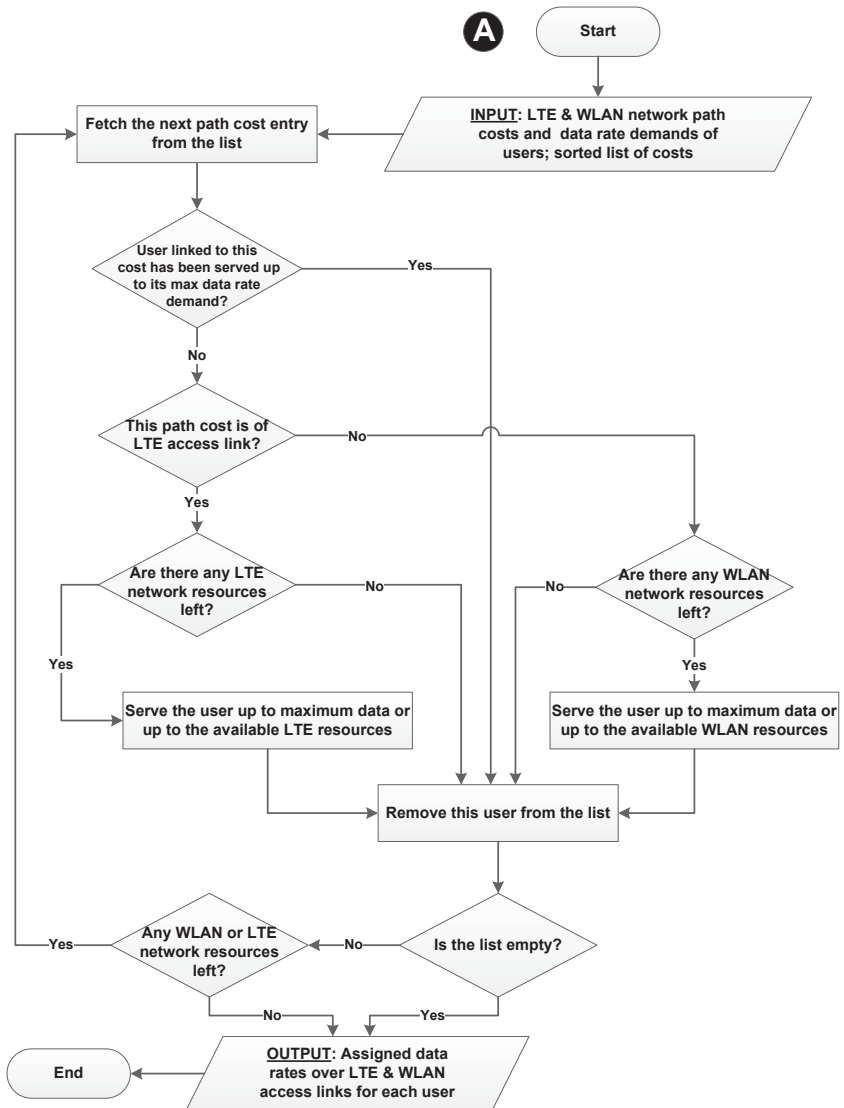 A
Start
INPUT: LTE & WLAN network path
costs and data rate demands of
users; sorted list of costs
Fetch the next path cost entry
from the list
User linked to this
cost has been served up
to its max data rate
demand?
Yes
No
This path cost is of
LTE access link?
No
Yes
Are there any LTE
network resources
left?
No
No
Are there any WLAN
network resources
left?
Yes
Yes
Serve the user up to maximum data or
up to the available LTE resources
Serve the user up to maximum data or
up to the available WLAN resources
Remove this user from the list
Is the list empty?
No
Any WLAN or LTE
network resources
left?
Yes
No
Yes
OUTPUT: Assigned data
rates over LTE & WLAN
access links for each user
End